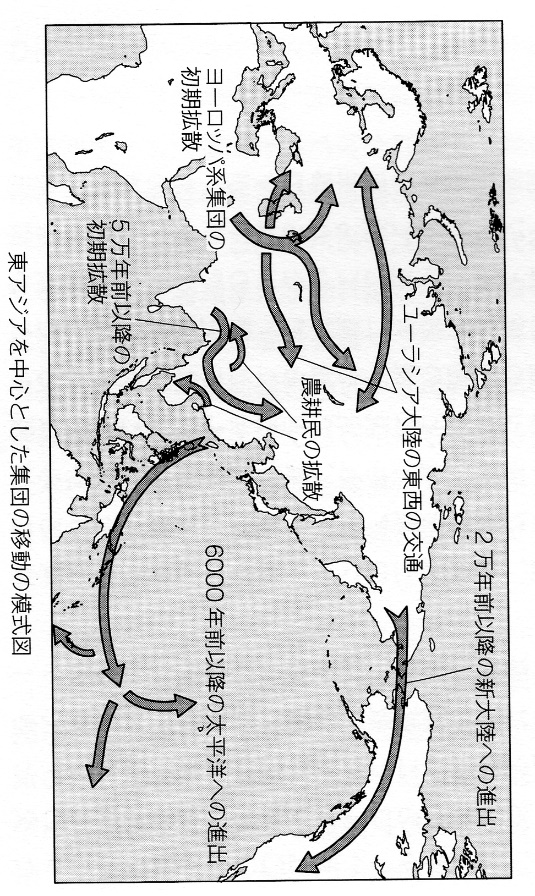 2万年前以降の新大陸への進出
ユーラシア大陸の東西の交通
ヨーロッパ系集団の
初期拡散
農耕民の拡散
5万年前以降の
初期拡散
6000年前以降の太平洋への進出
東アジアを中心とした集団の移動の模式図